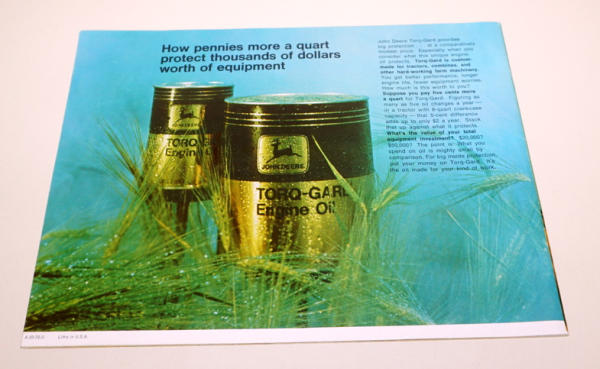 How pennies more a quart
protect thousands of dollars
worth of equipment
John Deere Torq-Gard provides
big protection at a comparatively
modest price. Especially when you
consider what this unique engine
oil protects. Torq-Gard is custom-
made for tractors, combines, and
other hard-working farm machinery.
You get better performance, longer
engine life, fewer equipment worries.
How much is this worth to you?
Suppose you pay five cents more
a quart for Torq-Gard. Figuring as
many as five oil changes a year —
in a tractor with 8-quart crankcase
capacity — that 5-cent difference
adds up to only $2 a year. Stack
that up against what it protects.
What's the value of your total
equipment investment? $20,000?
The point is: What you
spend on oil is mighty small by
comparison. For big machine protection,
put your money on Torq-Gard. It's
the oil made for your kind of work.
JOHN DEERE
TORQ-
Engine O
JOHN DEERE
TORQ-GARD
Engine Oil
Litho in U.S.A.